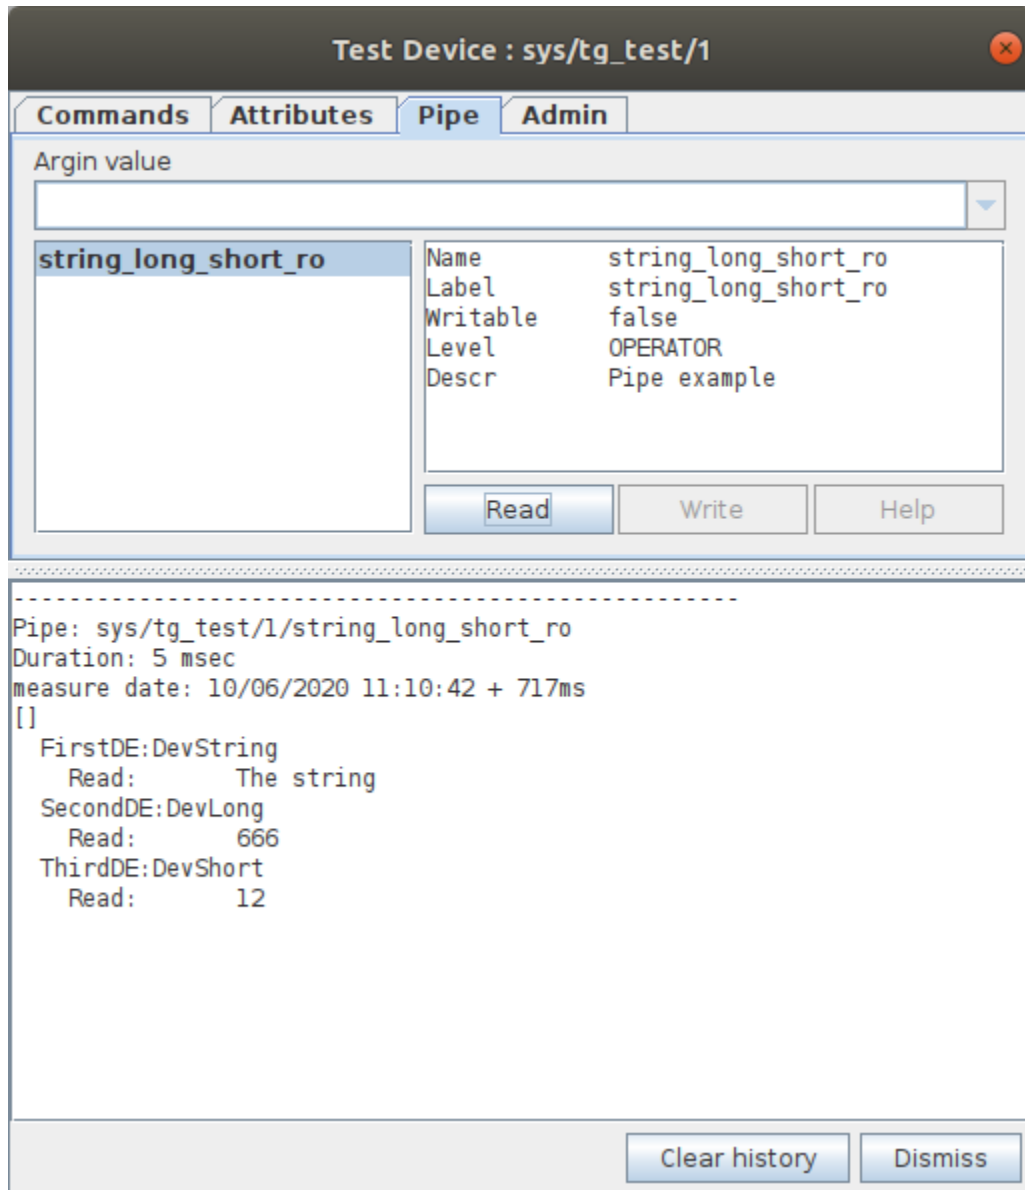 Test Device : sys/tg_test/1
Commands Attributes Pipe Admin
Argin value
string_long_short_ro
Name string_long_short_ro
Label string_long_short_ro
Writable false
Level OPERATOR
Descr Pipe example
Read Write Help
-----------------------------------------------------
Pipe: sys/tg_test/1/string_long_short_ro
Duration: 5 msec
measure date: 10/06/2020 11:10:42 + 717ms
[]
FirstDE:DevString
Read: The string
SecondDE:DevLong
Read: 666
ThirdDE:DevShort
Read: 12
Clear history Dismiss